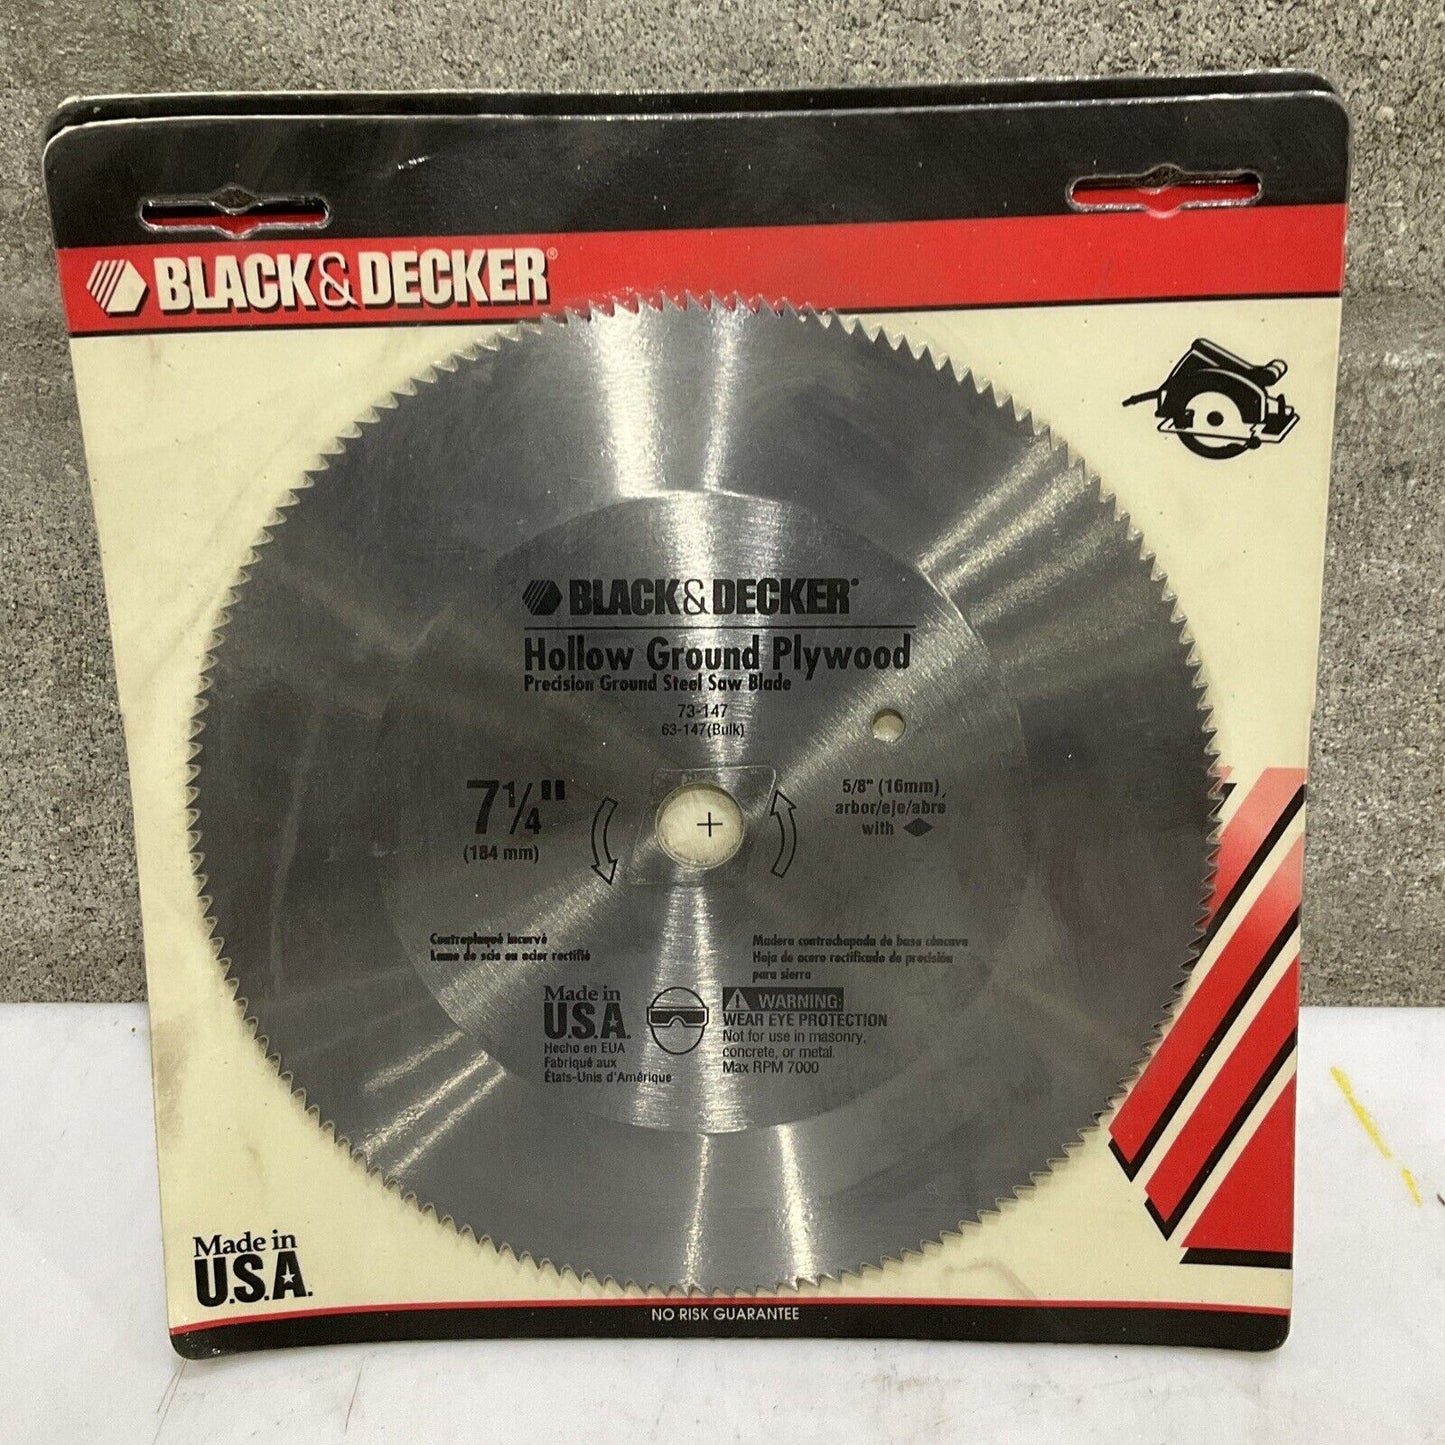 BLACK&DECKER®
BLACK&DECKER®
Hollow Ground Plywood
Precision Ground Steel Saw Blade
73-147
63-147(Bulk)
7¼"
(184 mm)
5/8" (16mm)
arbor/eje/abre
with
Contreplaqué incurvé
Lame de scie en acier rectifié
Madera contrachapada de base cóncava
Hoja de acero rectificado de precisión
para sierra
Made in
U.S.A.
Hecho en EUA
Fabriqué aux
États-Unis d'Amérique
WARNING:
WEAR EYE PROTECTION
Not for use in masonry,
concrete, or metal.
Max RPM 7000
Made in
U.S.A.
NO RISK GUARANTEE